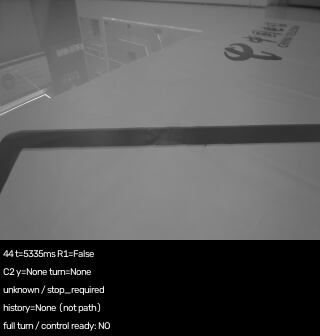 44 t=5335ms R1=False
C2 y=None turn=None
unknown / stop_required
history=None (not path)
full turn / control ready: NO